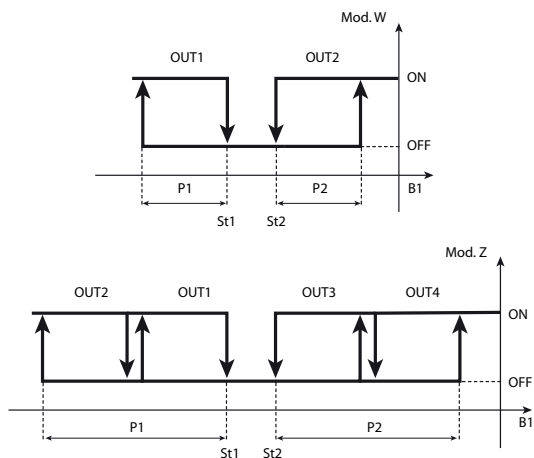 Mod. W
OUT1 OUT2
ON
OFF
P1 P2 B1
St1 St2
Mod. Z
OUT2 OUT1 OUT3 OUT4
ON
OFF
P1 P2 B1
St1 St2